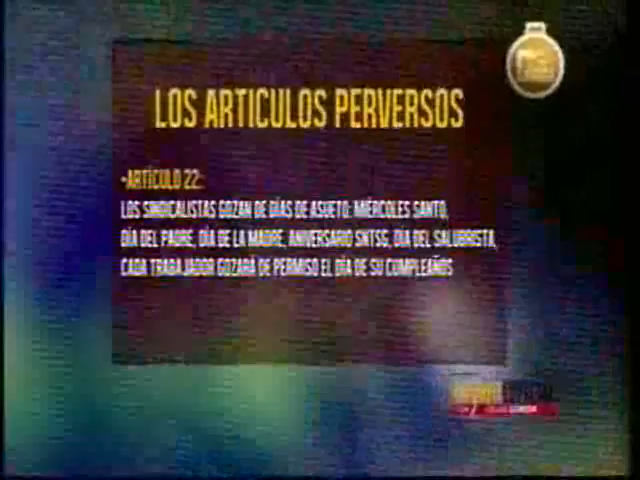 LOS ARTICULOS PERVERSOS
-ARTÍCULO 22:
LOS SINDICALISTAS GOZAN DE DÍAS DE ASUETO: MIÉRCOLES SANTO,
DÍA DEL PADRE, DÍA DE LA MADRE, ANIVERSARIO SNTSG, DÍA DEL SALUBRISTA,
CADA TRABAJADOR GOZARÁ DE PERMISO EL DÍA DE SU CUMPLEAÑOS